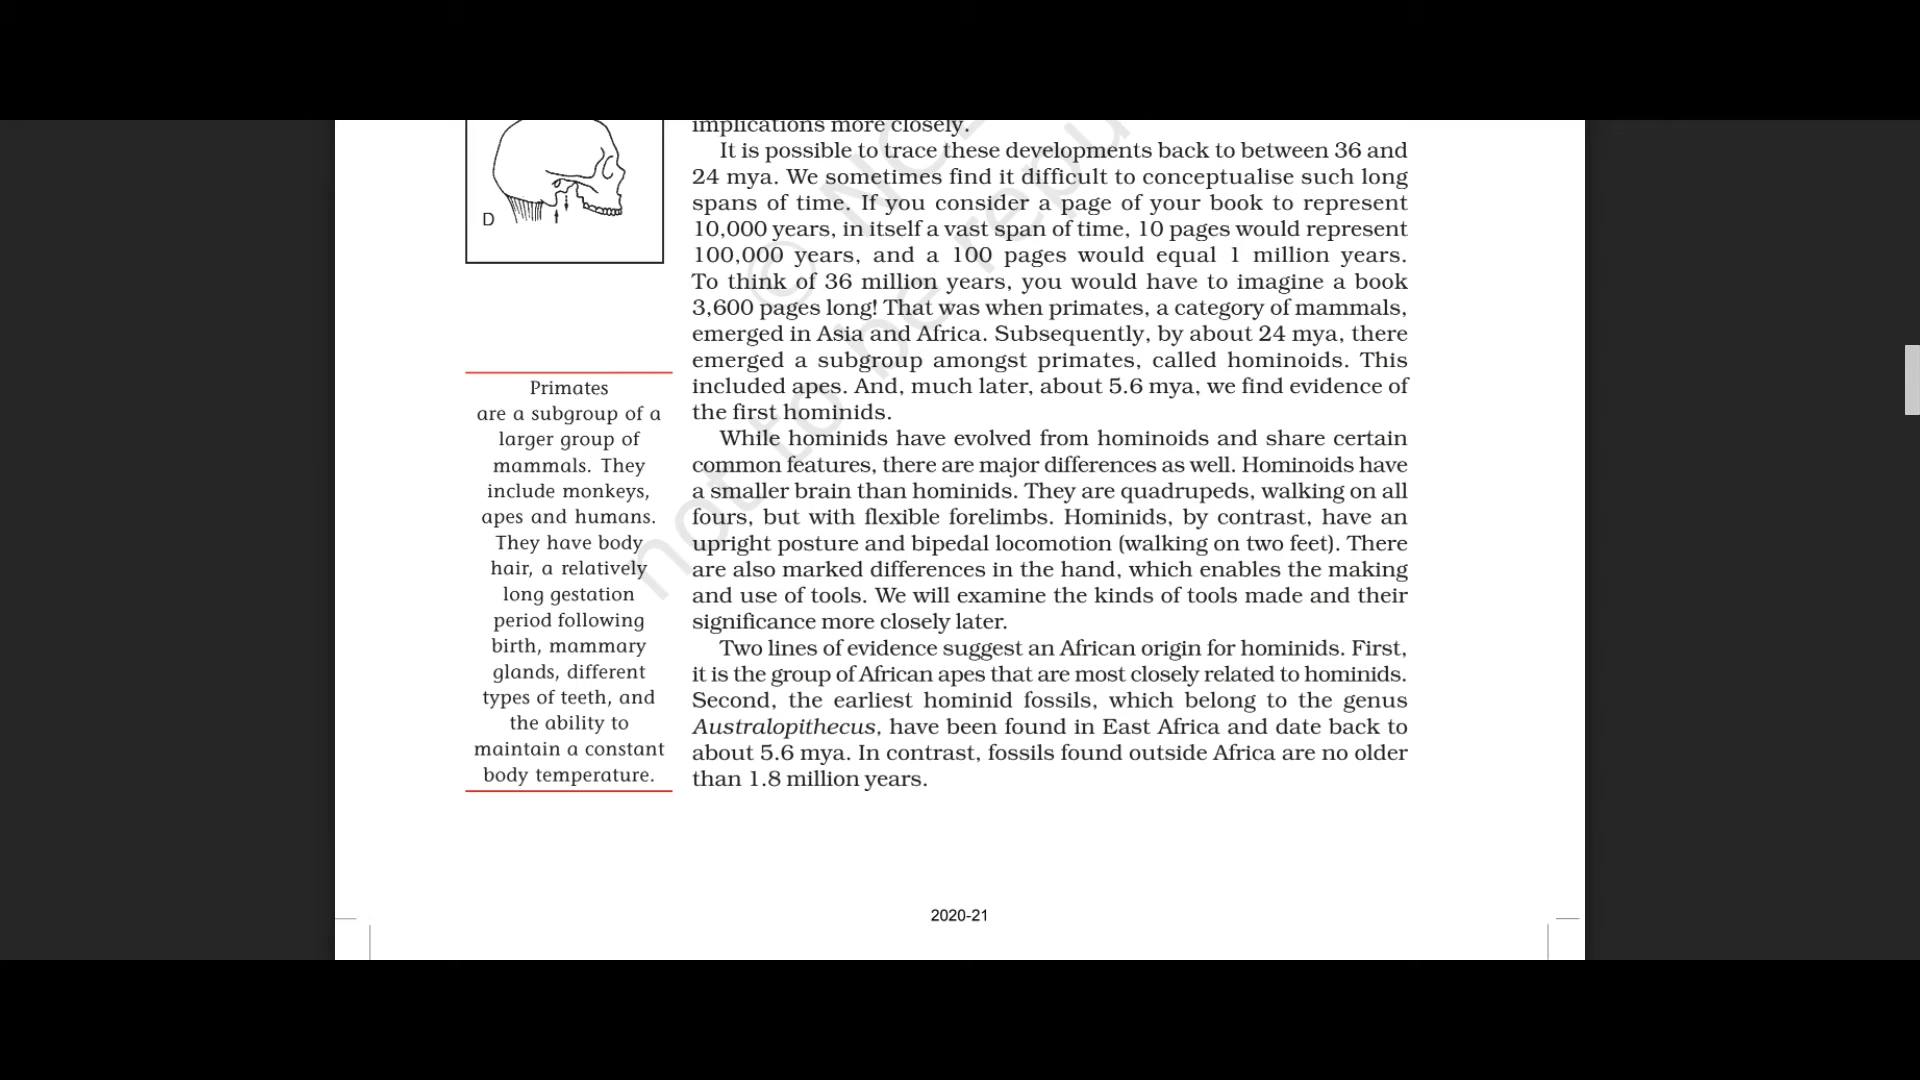 implications more closely.
It is possible to trace these developments back to between 36 and
24 mya. We sometimes find it difficult to conceptualise such long
spans of time. If you consider a page of your book to represent
10,000 years, in itself a vast span of time, 10 pages would represent
100,000 years, and a 100 pages would equal 1 million years.
To think of 36 million years, you would have to imagine a book
3,600 pages long! That was when primates, a category of mammals,
emerged in Asia and Africa. Subsequently, by about 24 mya, there
emerged a subgroup amongst primates, called hominoids. This
included apes. And, much later, about 5.6 mya, we find evidence of
the first hominids.
While hominids have evolved from hominoids and share certain
common features, there are major differences as well. Hominoids have
a smaller brain than hominids. They are quadrupeds, walking on all
fours, but with flexible forelimbs. Hominids, by contrast, have an
upright posture and bipedal locomotion (walking on two feet). There
are also marked differences in the hand, which enables the making
and use of tools. We will examine the kinds of tools made and their
significance more closely later.
Two lines of evidence suggest an African origin for hominids. First,
it is the group of African apes that are most closely related to hominids.
Second, the earliest hominid fossils, which belong to the genus
Australopithecus, have been found in East Africa and date back to
about 5.6 mya. In contrast, fossils found outside Africa are no older
than 1.8 million years.
D
Primates
are a subgroup of a
larger group of
mammals. They
include monkeys,
apes and humans.
They have body
hair, a relatively
long gestation
period following
birth, mammary
glands, different
types of teeth, and
the ability to
maintain a constant
body temperature.
© NC
not to be repu
2020-21